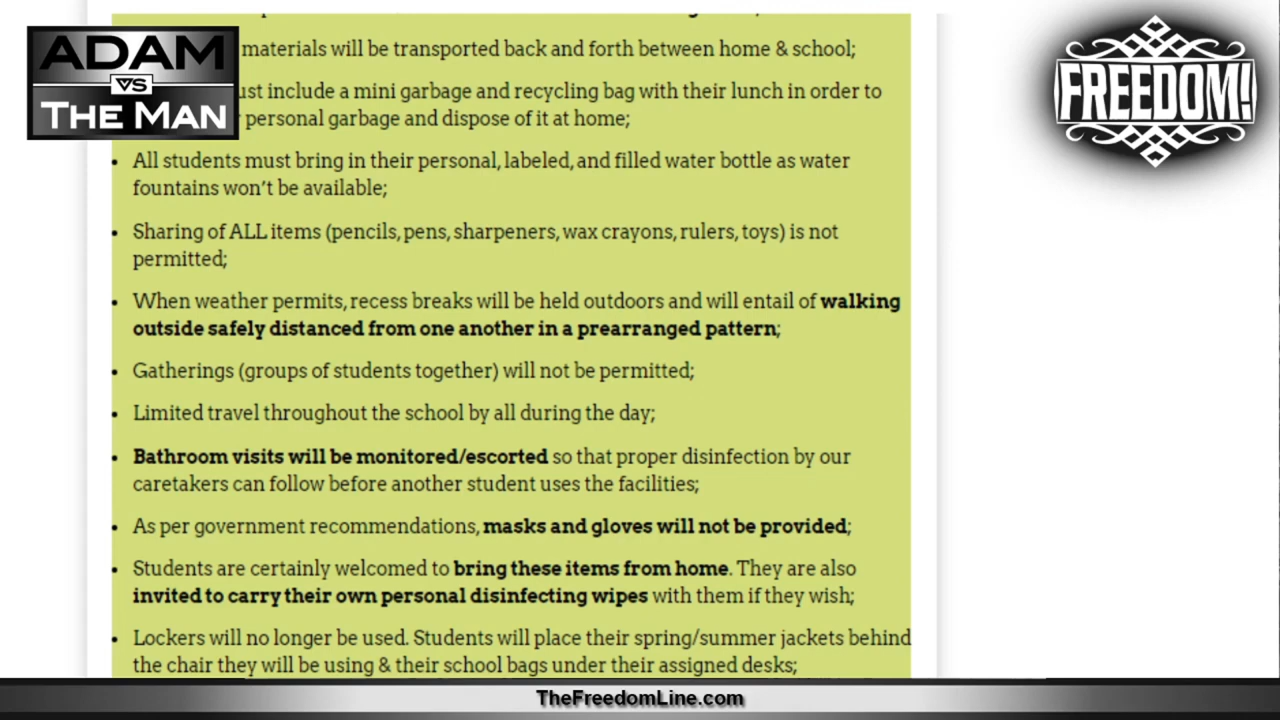 ADAM
VS
THE MAN
FREEDOM!
materials will be transported back and forth between home & school;
include a mini garbage and recycling bag with their lunch in order to
personal garbage and dispose of it at home;
• All students must bring in their personal, labeled, and filled water bottle as water
fountains won't be available;
• Sharing of ALL items (pencils, pens, sharpeners, wax crayons, rulers, toys) is not
permitted;
• When weather permits, recess breaks will be held outdoors and will entail of walking
outside safely distanced from one another in a prearranged pattern;
• Gatherings (groups of students together) will not be permitted;
• Limited travel throughout the school by all during the day;
• Bathroom visits will be monitored/escorted so that proper disinfection by our
caretakers can follow before another student uses the facilities;
• As per government recommendations, masks and gloves will not be provided;
• Students are certainly welcomed to bring these items from home. They are also
invited to carry their own personal disinfecting wipes with them if they wish;
• Lockers will no longer be used. Students will place their spring/summer jackets behind
the chair they will be using & their school bags under their assigned desks;
TheFreedomLine.com